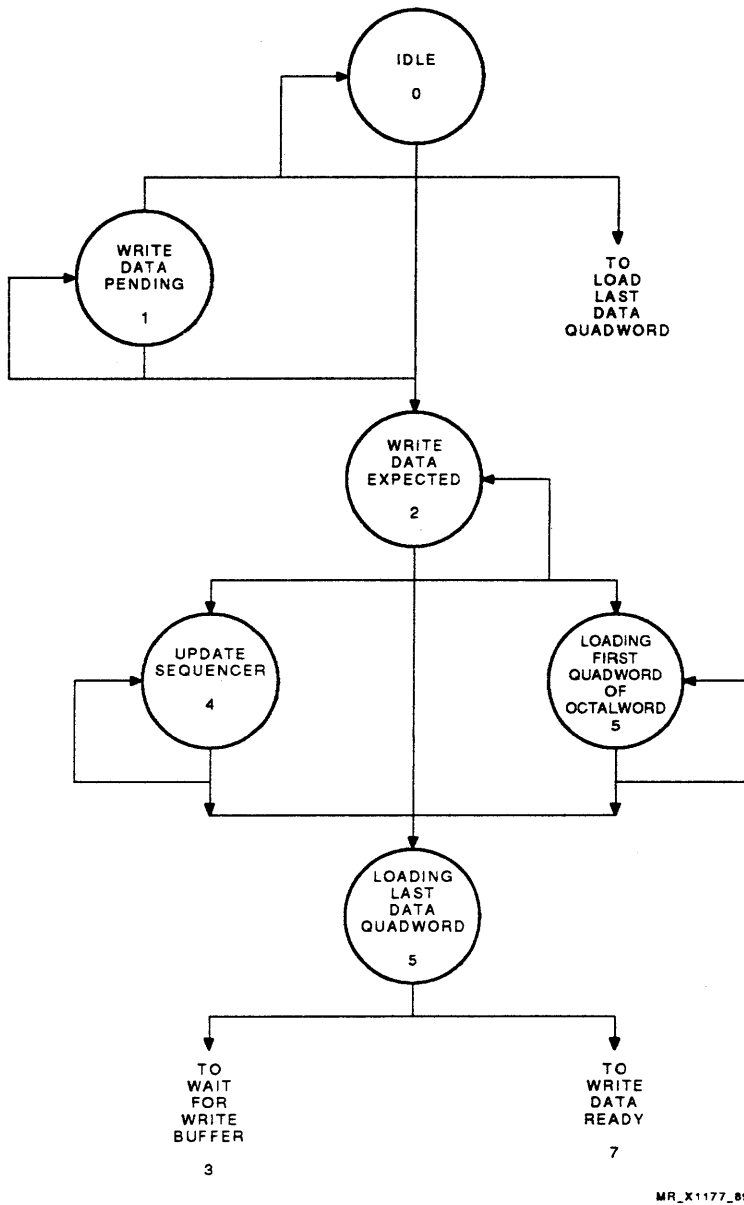 IDLE
0
WRITE
DATA
PENDING
1
TO
LOAD
LAST
DATA
QUADWORD
WRITE
DATA
EXPECTED
2
UPDATE
SEQUENCER
4
LOADING
FIRST
QUADWORD
OF
OCTALWORD
5
LOADING
LAST
DATA
QUADWORD
5
TO
WAIT
FOR
WRITE
BUFFER
3
TO
WRITE
DATA
READY
7